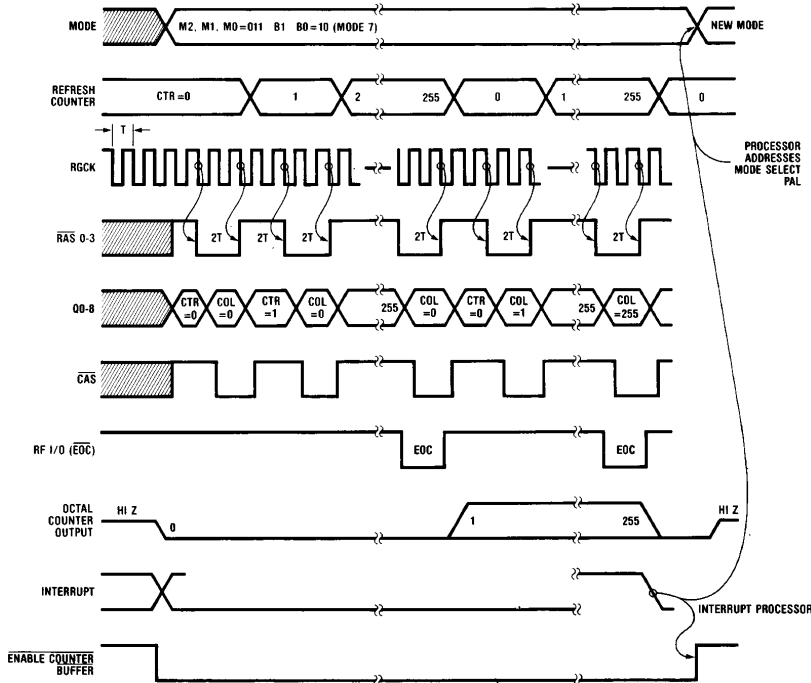 MODE
M2, M1, M0=011 B1 B0=10 (MODE 7)
NEW MODE
REFRESH
COUNTER
CTR =0
1
2
255
0
1
255
0
T
RGCK
PROCESSOR
ADDRESSES
MODE SELECT
PAL
RAS 0-3
2T
2T
2T
2T
2T
2T
Q0-8
CTR
=0
COL
=0
CTR
=1
COL
=0
255
COL
=0
CTR
=0
COL
=1
255
COL
=255
CAS
RF I/O (EOC)
EOC
EOC
OCTAL
COUNTER
OUTPUT
HI Z
0
1
255
HI Z
INTERRUPT
INTERRUPT PROCESSOR
ENABLE COUNTER
BUFFER